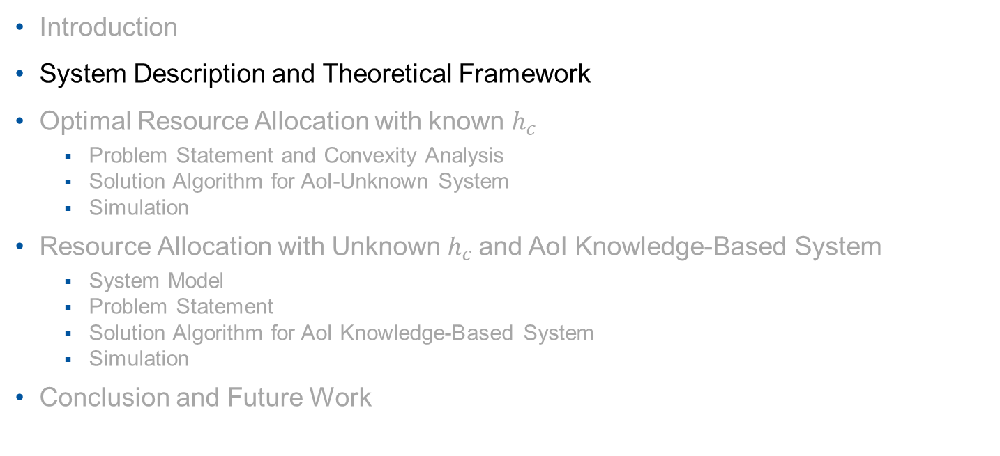 • Introduction
• System Description and Theoretical Framework
• Optimal Resource Allocation with known $h_c$
▪ Problem Statement and Convexity Analysis
▪ Solution Algorithm for AoI-Unknown System
▪ Simulation
• Resource Allocation with Unknown $h_c$ and AoI Knowledge-Based System
▪ System Model
▪ Problem Statement
▪ Solution Algorithm for AoI Knowledge-Based System
▪ Simulation
• Conclusion and Future Work